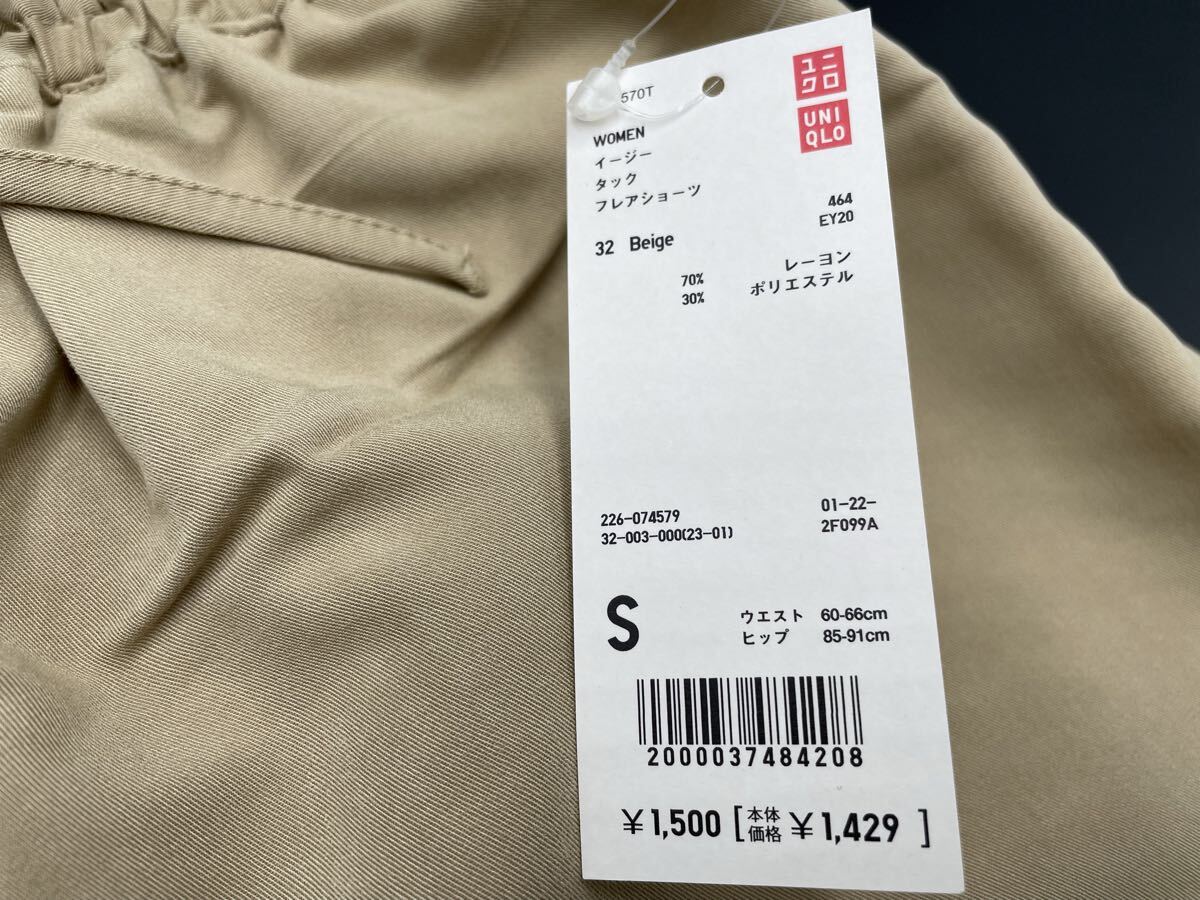 570T
ユニ
クロ
UNI
QLO
WOMEN
イージー
タック
フレアショーツ
464
EY20
32 Beige
70% レーヨン
30% ポリエステル
226-074579 01-22-
32-003-000(23-01) 2F099A
S
ウエスト 60-66cm
ヒップ 85-91cm
2000037484208
¥1,500 [本体価格 ¥1,429 ]